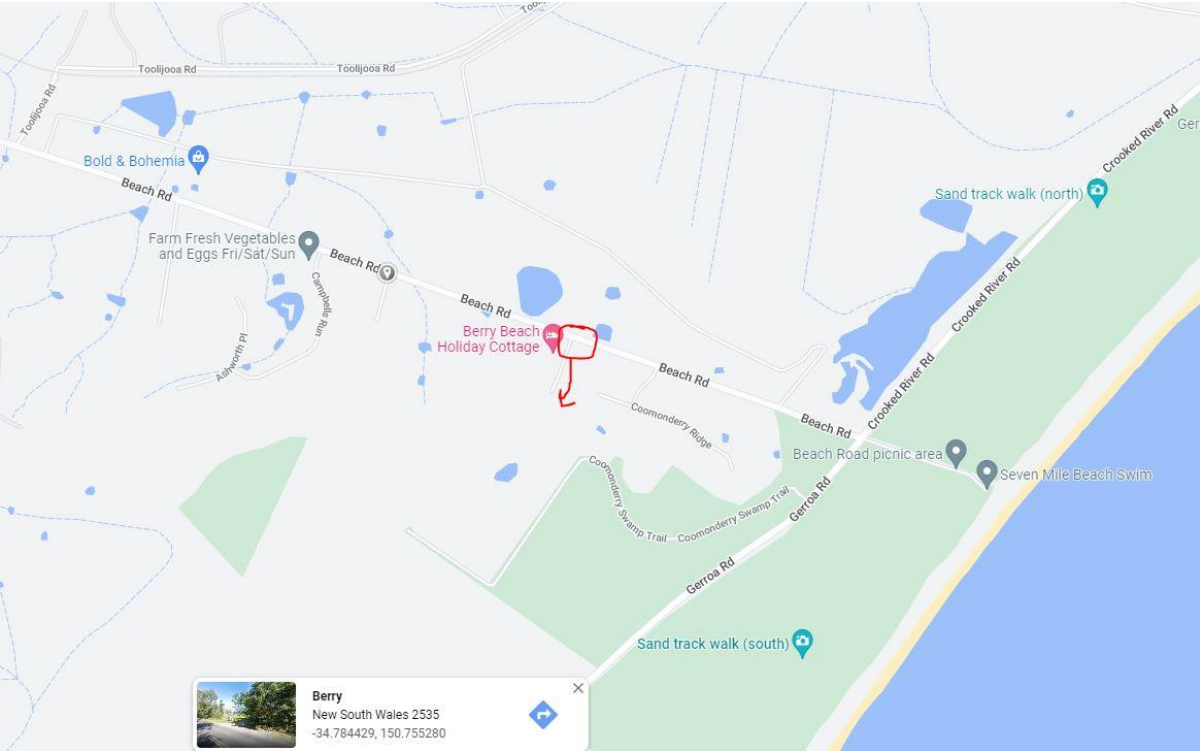 Tooli
Toolijooa Rd
Toolijooa Rd
Toolijooa Rd
Crooked River Rd
Ger
Bold & Bohemia
Beach Rd
Sand track walk (north)
Farm Fresh Vegetables
and Eggs Fri/Sat/Sun
Beach Rd
Campbells Run
Crooked River Rd
Beach Rd
Berry Beach
Holiday Cottage
Ashworth Pl
Beach Rd
Crooked River Rd
Coomonderry Ridge
Beach Rd
Beach Road picnic area
Seven Mile Beach Swim
Coomonderry Swamp Trail
Coomonderry Swamp Trail
Gerroa Rd
Gerroa Rd
Sand track walk (south)
Berry
New South Wales 2535
-34.784429, 150.755280